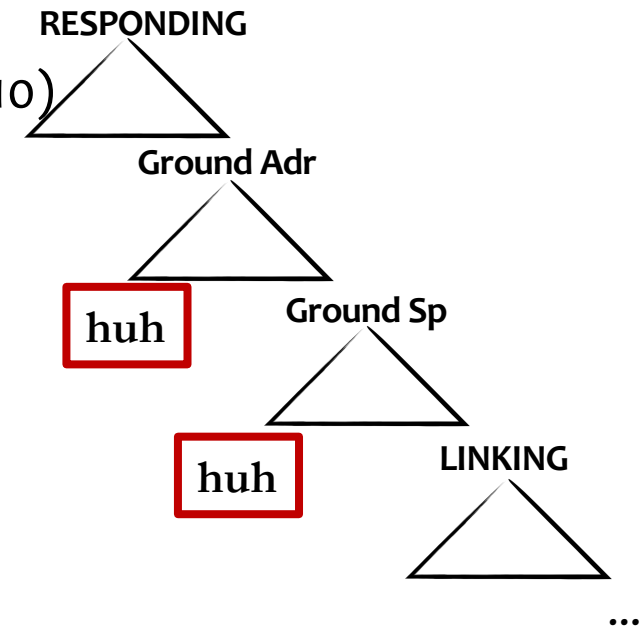 RESPONDING
10)
Ground Adr
huh
Ground Sp
huh
LINKING
...